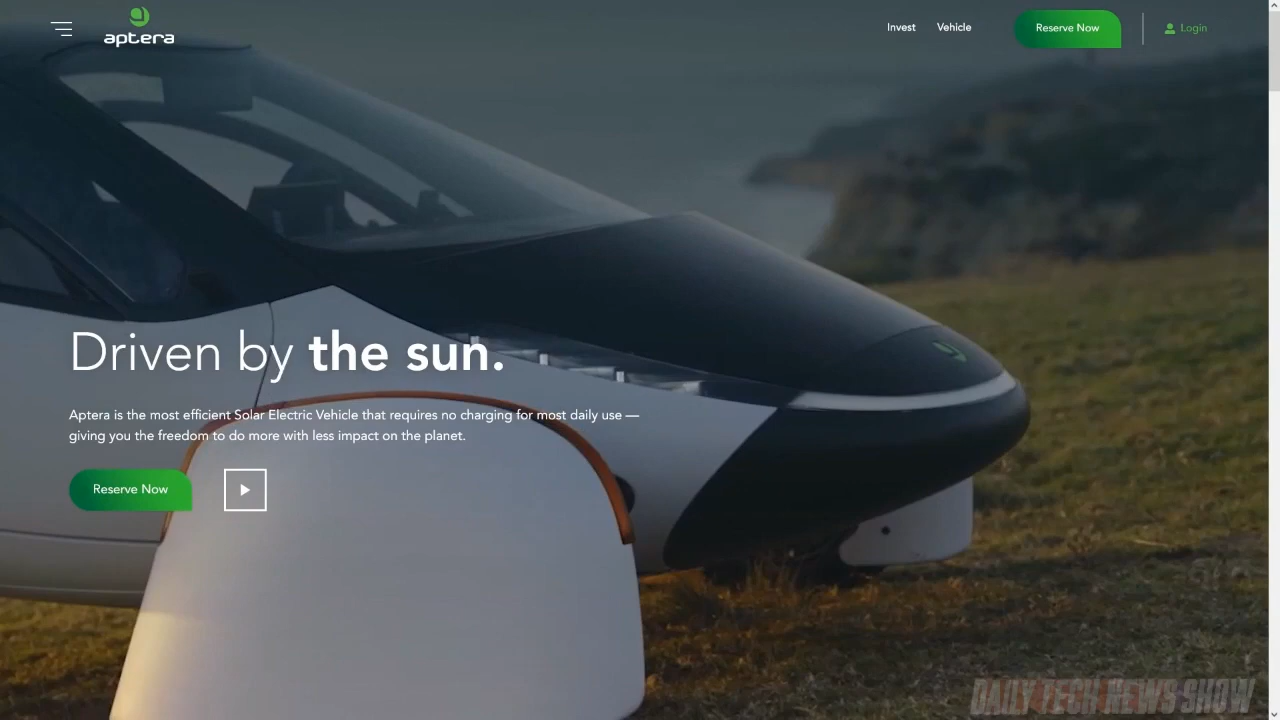 aptera
Invest
Vehicle
Reserve Now
Login
Driven by the sun.
Aptera is the most efficient Solar Electric Vehicle that requires no charging for most daily use —
giving you the freedom to do more with less impact on the planet.
Reserve Now
DAILY TECH NEWS SHOW